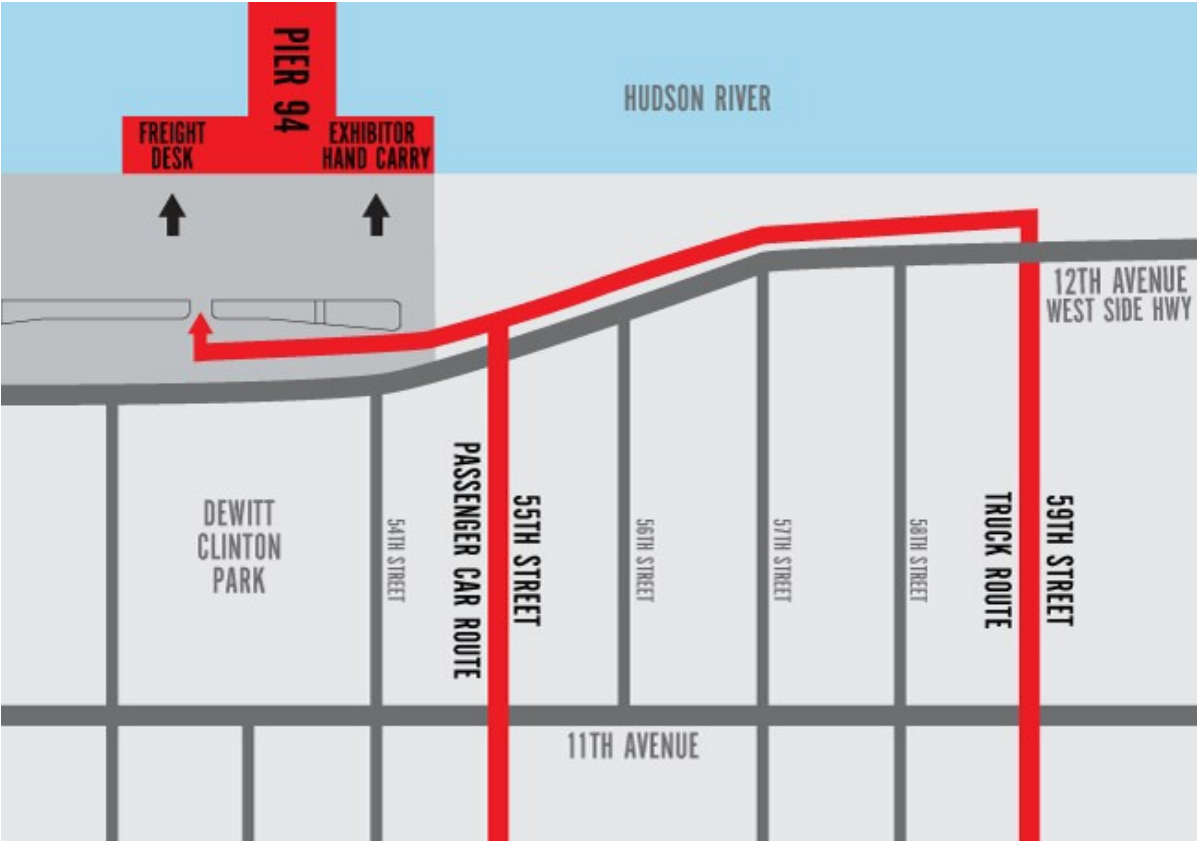 PIER 94
FREIGHT
DESK
EXHIBITOR
HAND CARRY
HUDSON RIVER
12TH AVENUE
WEST SIDE HWY
DEWITT
CLINTON
PARK
54TH STREET
PASSENGER CAR ROUTE
55TH STREET
56TH STREET
57TH STREET
58TH STREET
TRUCK ROUTE
59TH STREET
11TH AVENUE